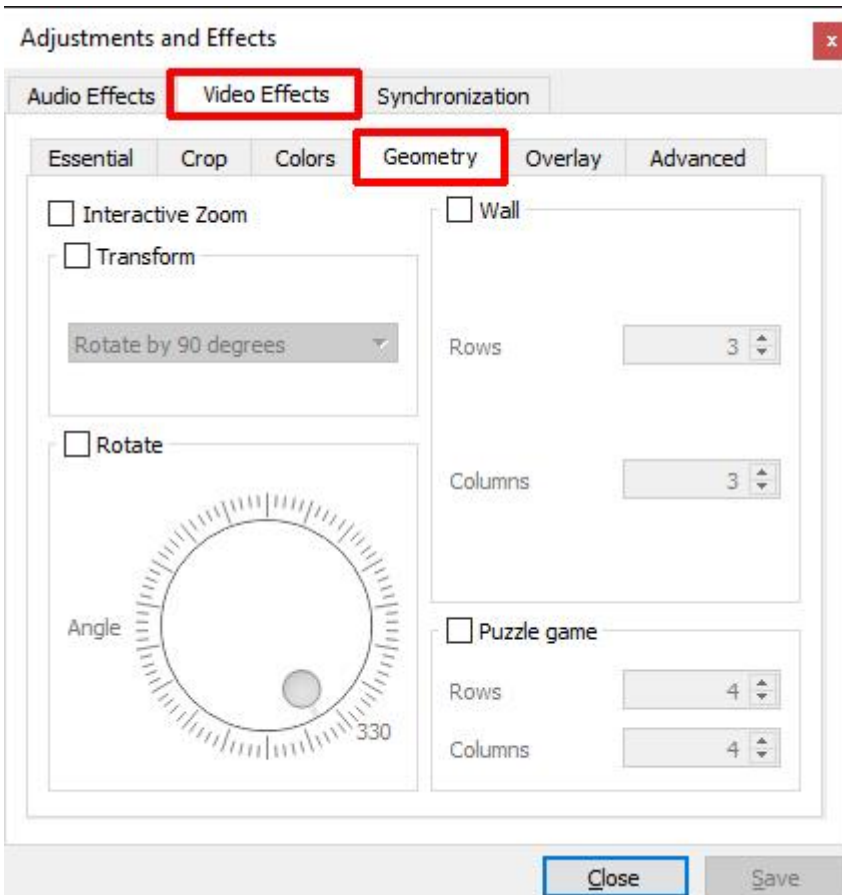 Adjustments and Effects
x
Audio Effects Video Effects Synchronization
Essential Crop Colors Geometry Overlay Advanced
Interactive Zoom
Transform
Rotate by 90 degrees
Rotate
Angle
330
Wall
Rows 3
Columns 3
Puzzle game
Rows 4
Columns 4
Close Save